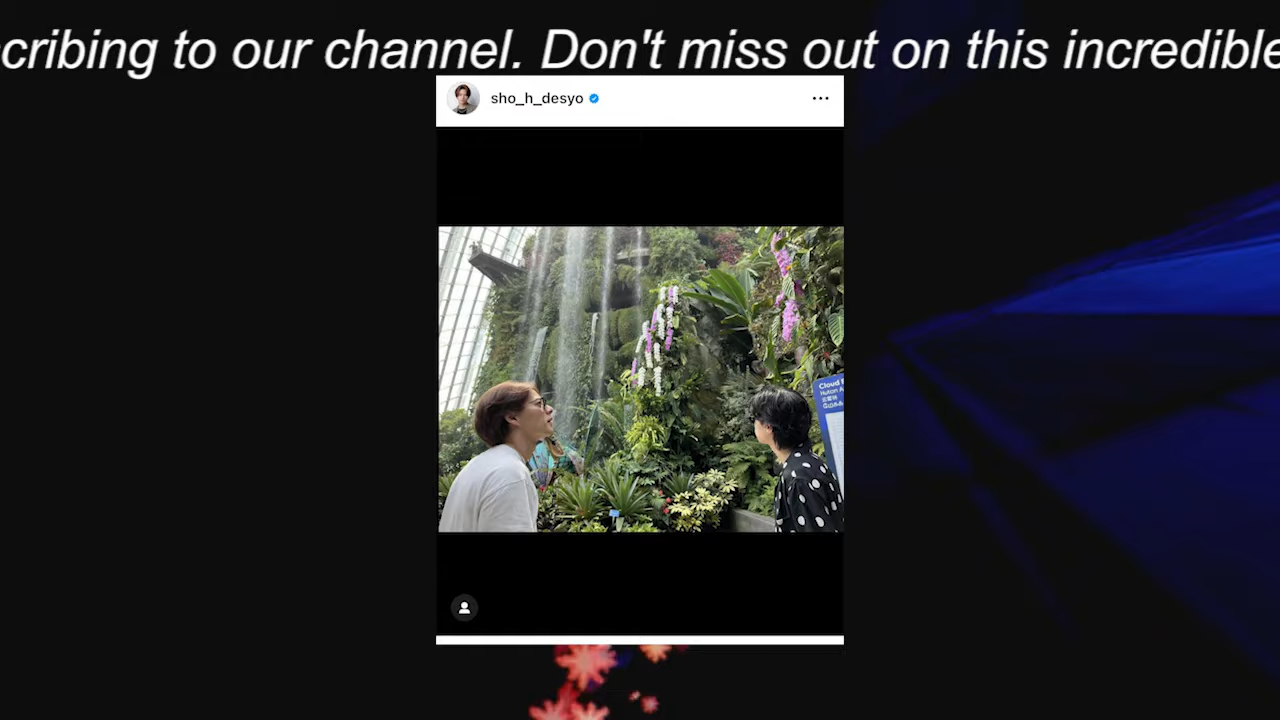 cribing to our channel. Don't miss out on this incredible
sho_h_desyo
Cloud